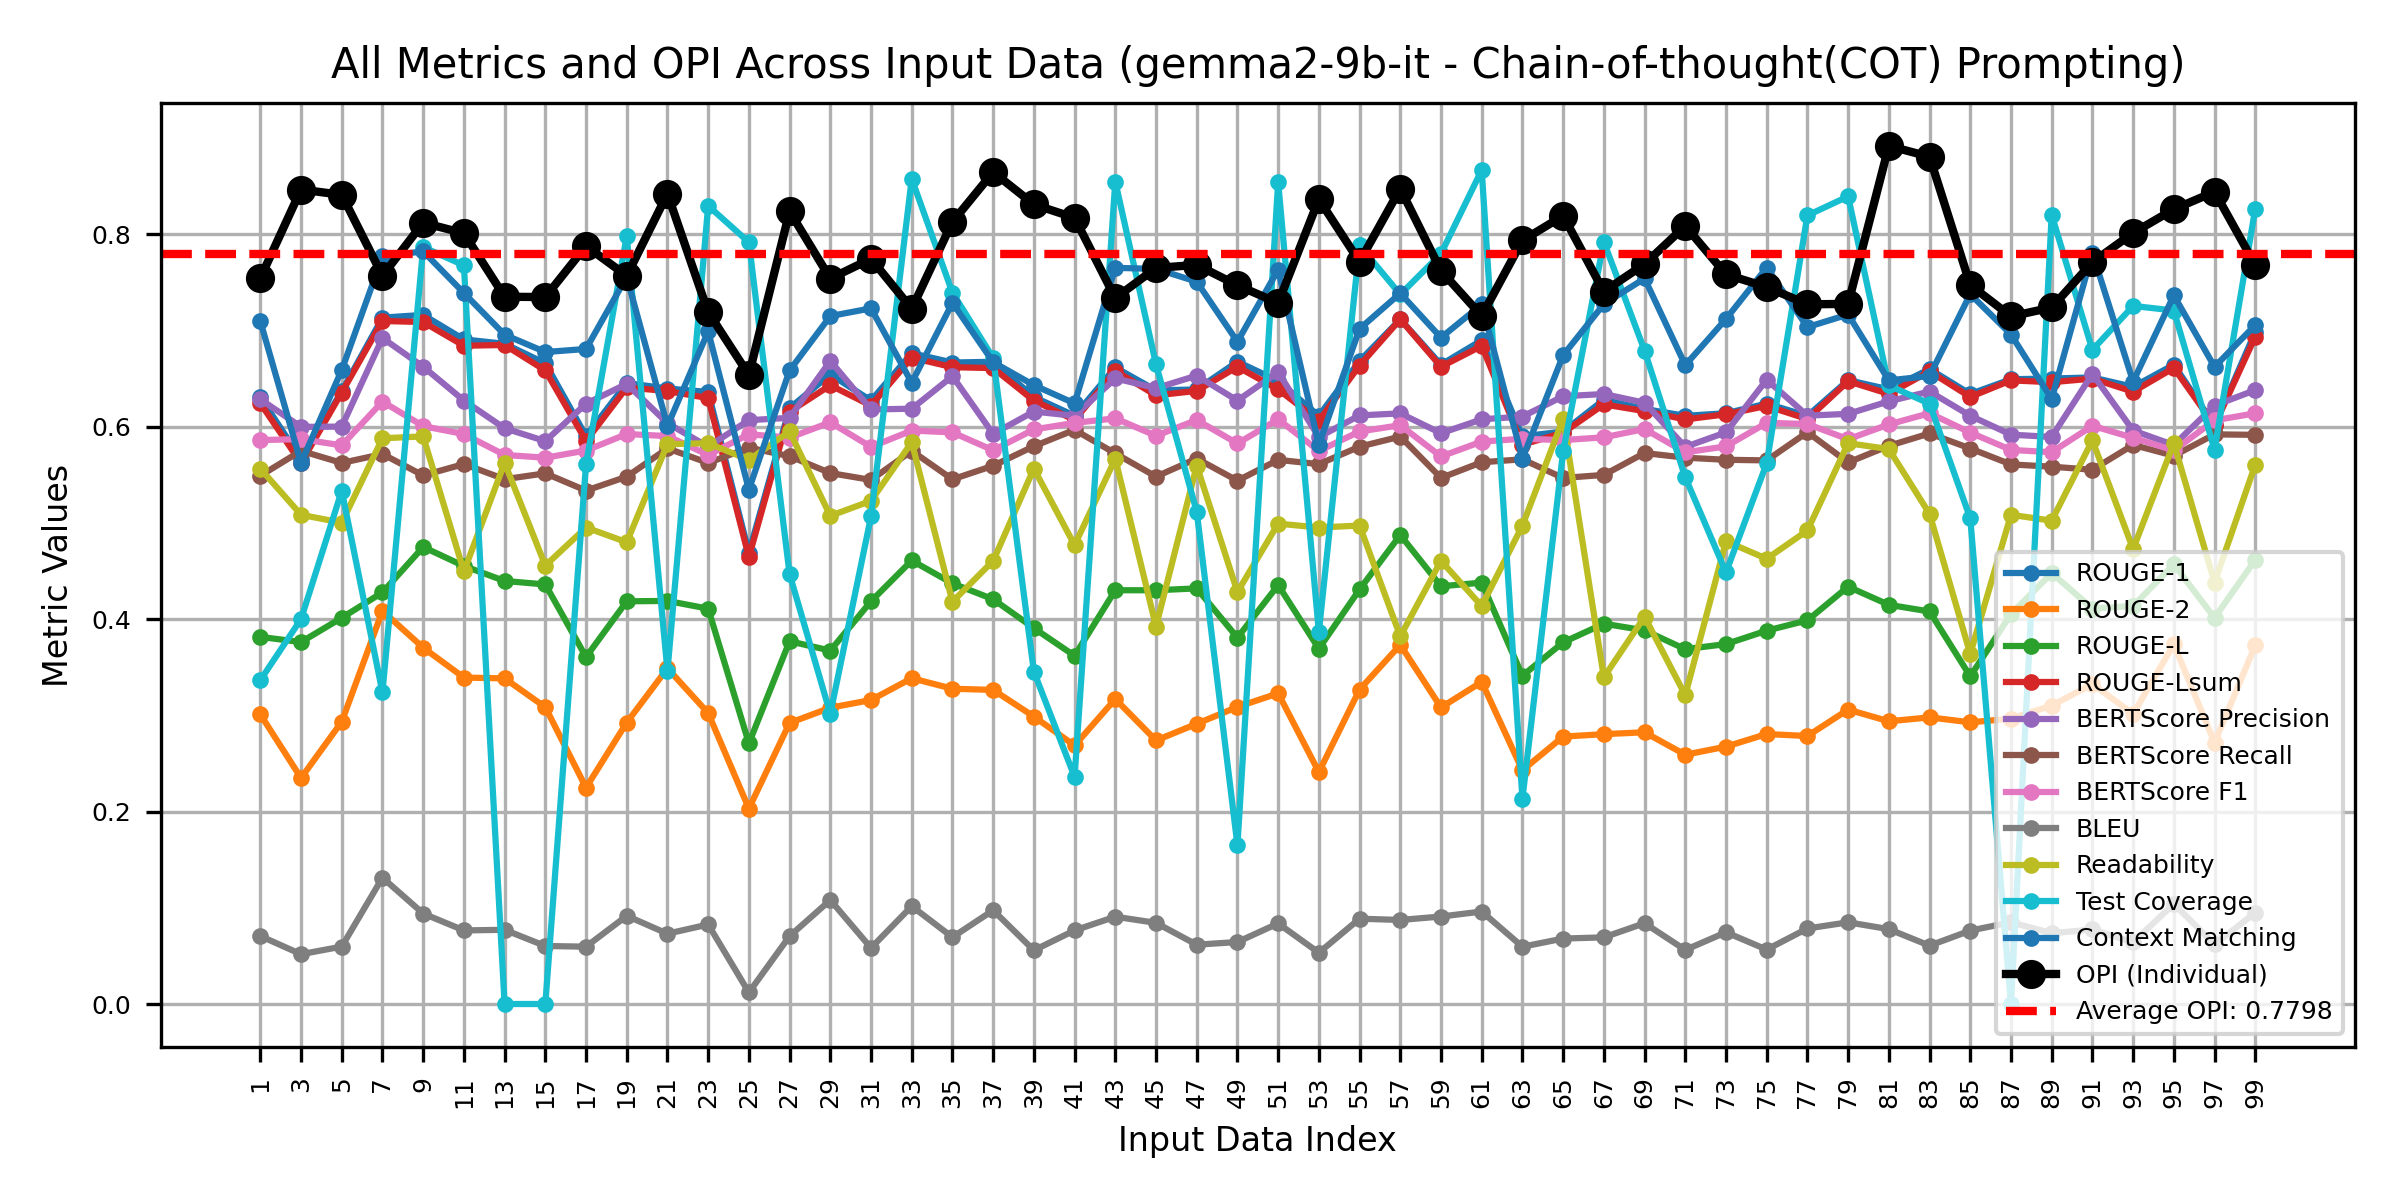 All Metrics and OPI Across Input Data (gemma2-9b-it - Chain-of-thought(COT) Prompting)
Metric Values
0.8
0.6
0.4
0.2
0.0
ROUGE-1
ROUGE-2
ROUGE-L
ROUGE-Lsum
BERTScore Precision
BERTScore Recall
BERTScore F1
BLEU
Readability
Test Coverage
Context Matching
OPI (Individual)
Average OPI: 0.7798
1 3 5 7 9 11 13 15 17 19 21 23 25 27 29 31 33 35 37 39 41 43 45 47 49 51 53 55 57 59 61 63 65 67 69 71 73 75 77 79 81 83 85 87 89 91 93 95 97 99
Input Data Index